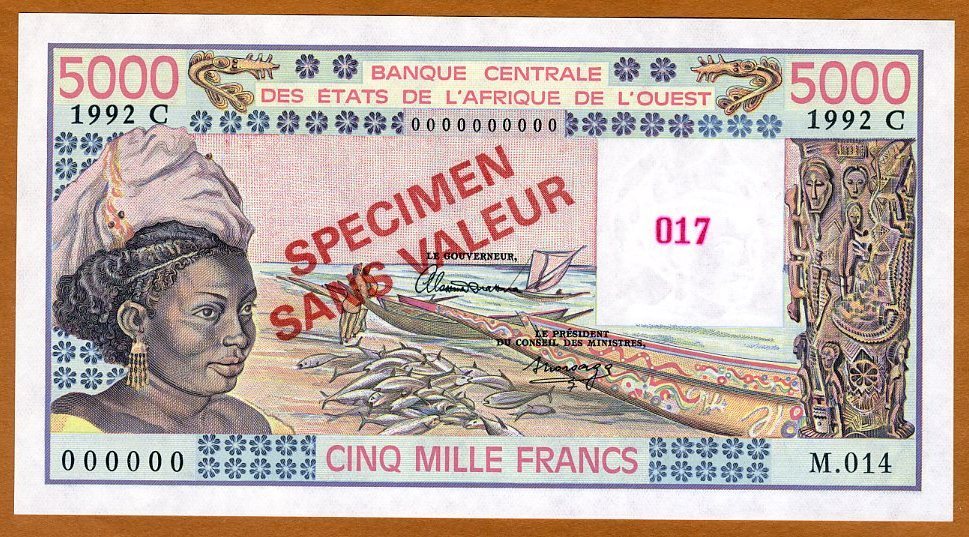 5000
BANQUE CENTRALE
5000
DES ÉTATS DE L'AFRIQUE DE L'OUEST
1992 C
0000000000
1992 C
SPECIMEN
SANS VALEUR
017
LE GOUVERNEUR,
LE PRÉSIDENT
DU CONSEIL DES MINISTRES,
000000
CINQ MILLE FRANCS
M.014